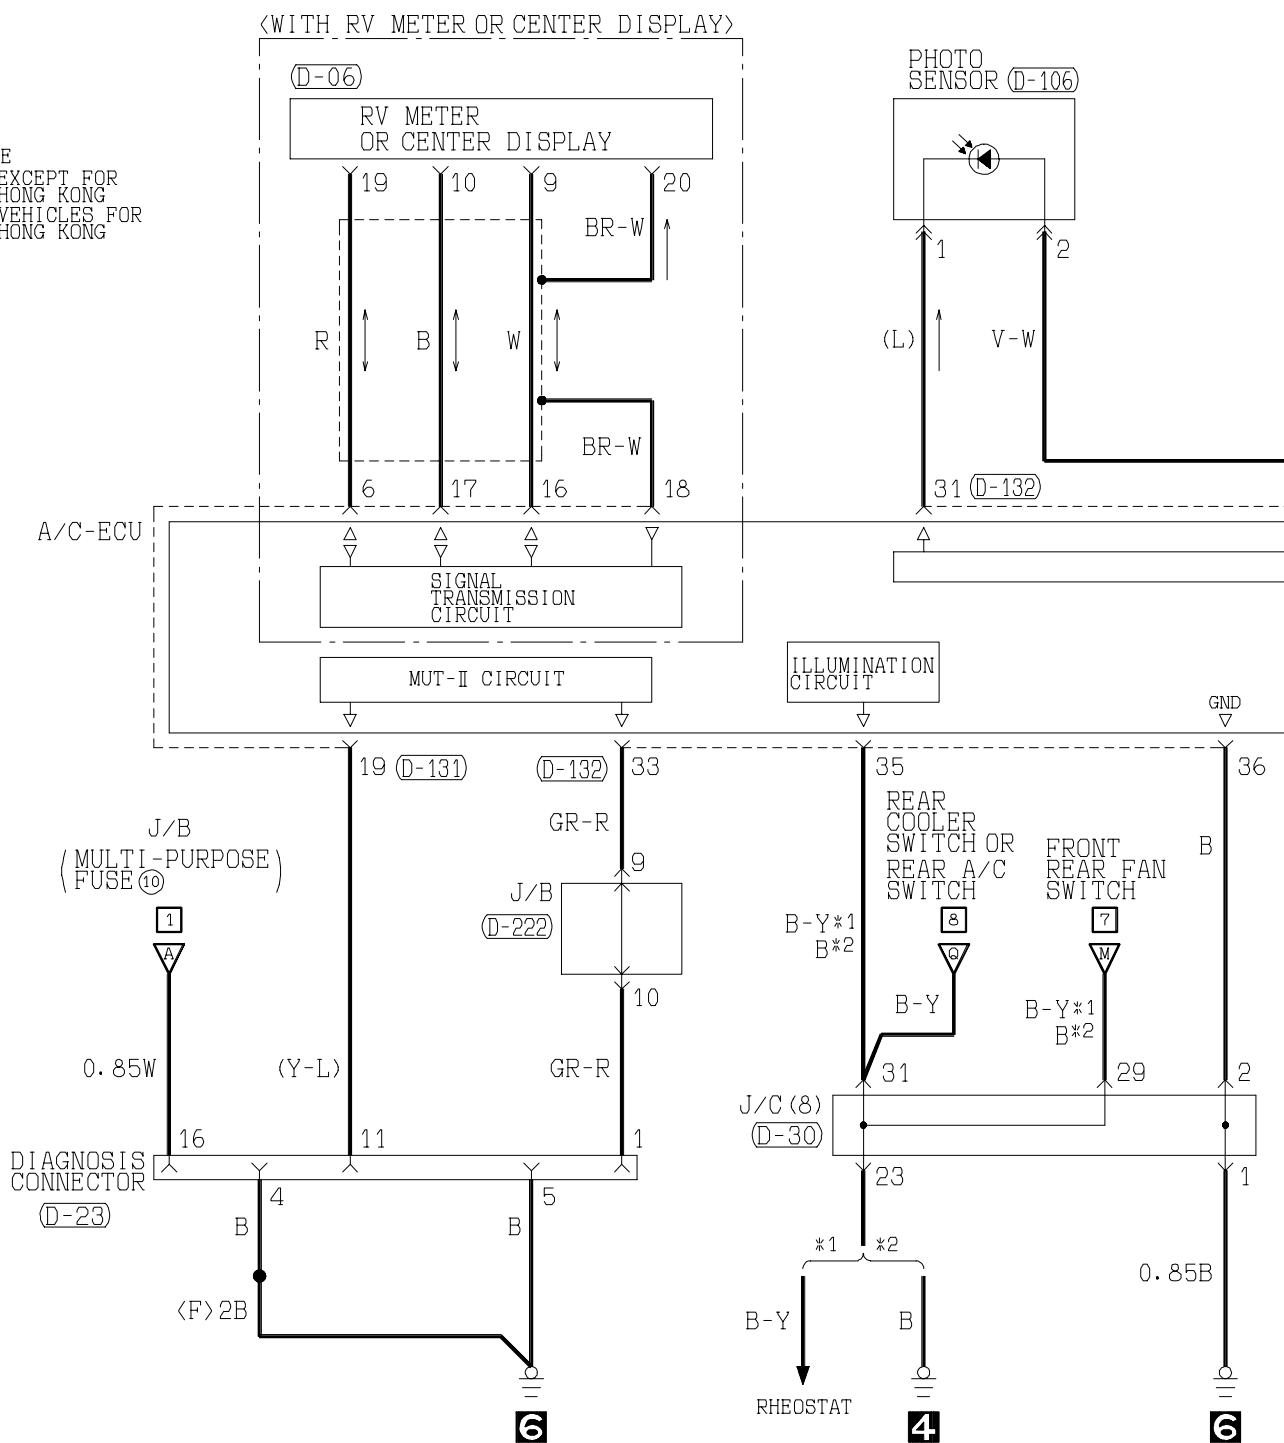 〈WITH RV METER OR CENTER DISPLAY〉
(D-06)
RV METER
OR CENTER DISPLAY
19 10 9 20
BR-W
R B W
BR-W
6 17 16 18
PHOTO
SENSOR (D-106)
1 2
(L) V-W
31 (D-132)
E
EXCEPT FOR
HONG KONG
VEHICLES FOR
HONG KONG
A/C-ECU
SIGNAL
TRANSMISSION
CIRCUIT
MUT-Ⅱ CIRCUIT
ILLUMINATION
CIRCUIT
GND
19 (D-131)
(D-132) 33
35
36
GR-R
9
J/B
(D-222)
10
GR-R
J/B
(MULTI-PURPOSE)
FUSE⑩
1
A
0.85W
(Y-L)
16 11 1
DIAGNOSIS
CONNECTOR
(D-23)
4 5
B B
〈F〉2B
6
REAR
COOLER
SWITCH OR
REAR A/C
SWITCH
8
Q
FRONT
REAR FAN
SWITCH
7
M
B
B-Y*1
B*2
B-Y
B-Y*1
B*2
31 29 2
J/C(8)
(D-30)
23 1
*1 *2
0.85B
B-Y B
RHEOSTAT
4 6